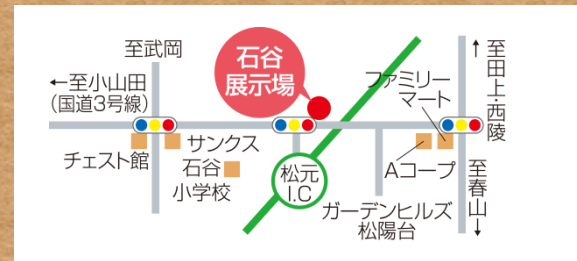 至武岡
←至小山田
(国道3号線)
チェスト館
サンクス
石谷
小学校
石谷
展示場
松元
I.C
ファミリー
マート
Aコープ
ガーデンヒルズ
松陽台
↑至田上・西陵
至春山↓